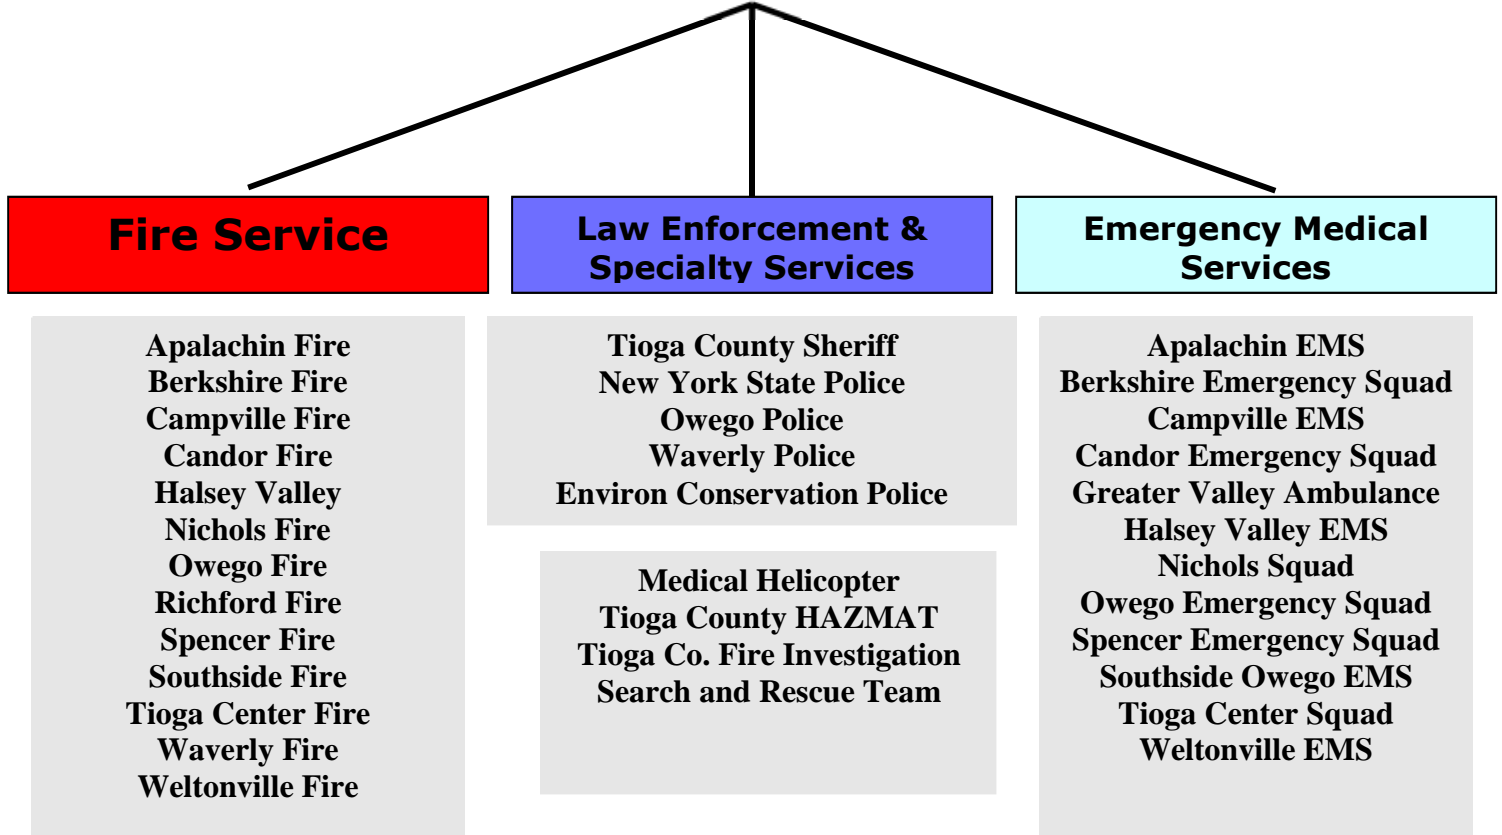 Fire Service
Apalachin Fire
Berkshire Fire
Campville Fire
Candor Fire
Halsey Valley
Nichols Fire
Owego Fire
Richford Fire
Spencer Fire
Southside Fire
Tioga Center Fire
Waverly Fire
Weltonville Fire
Law Enforcement &
Specialty Services
Tioga County Sheriff
New York State Police
Owego Police
Waverly Police
Environ Conservation Police
Medical Helicopter
Tioga County HAZMAT
Tioga Co. Fire Investigation
Search and Rescue Team
Emergency Medical
Services
Apalachin EMS
Berkshire Emergency Squad
Campville EMS
Candor Emergency Squad
Greater Valley Ambulance
Halsey Valley EMS
Nichols Squad
Owego Emergency Squad
Spencer Emergency Squad
Southside Owego EMS
Tioga Center Squad
Weltonville EMS